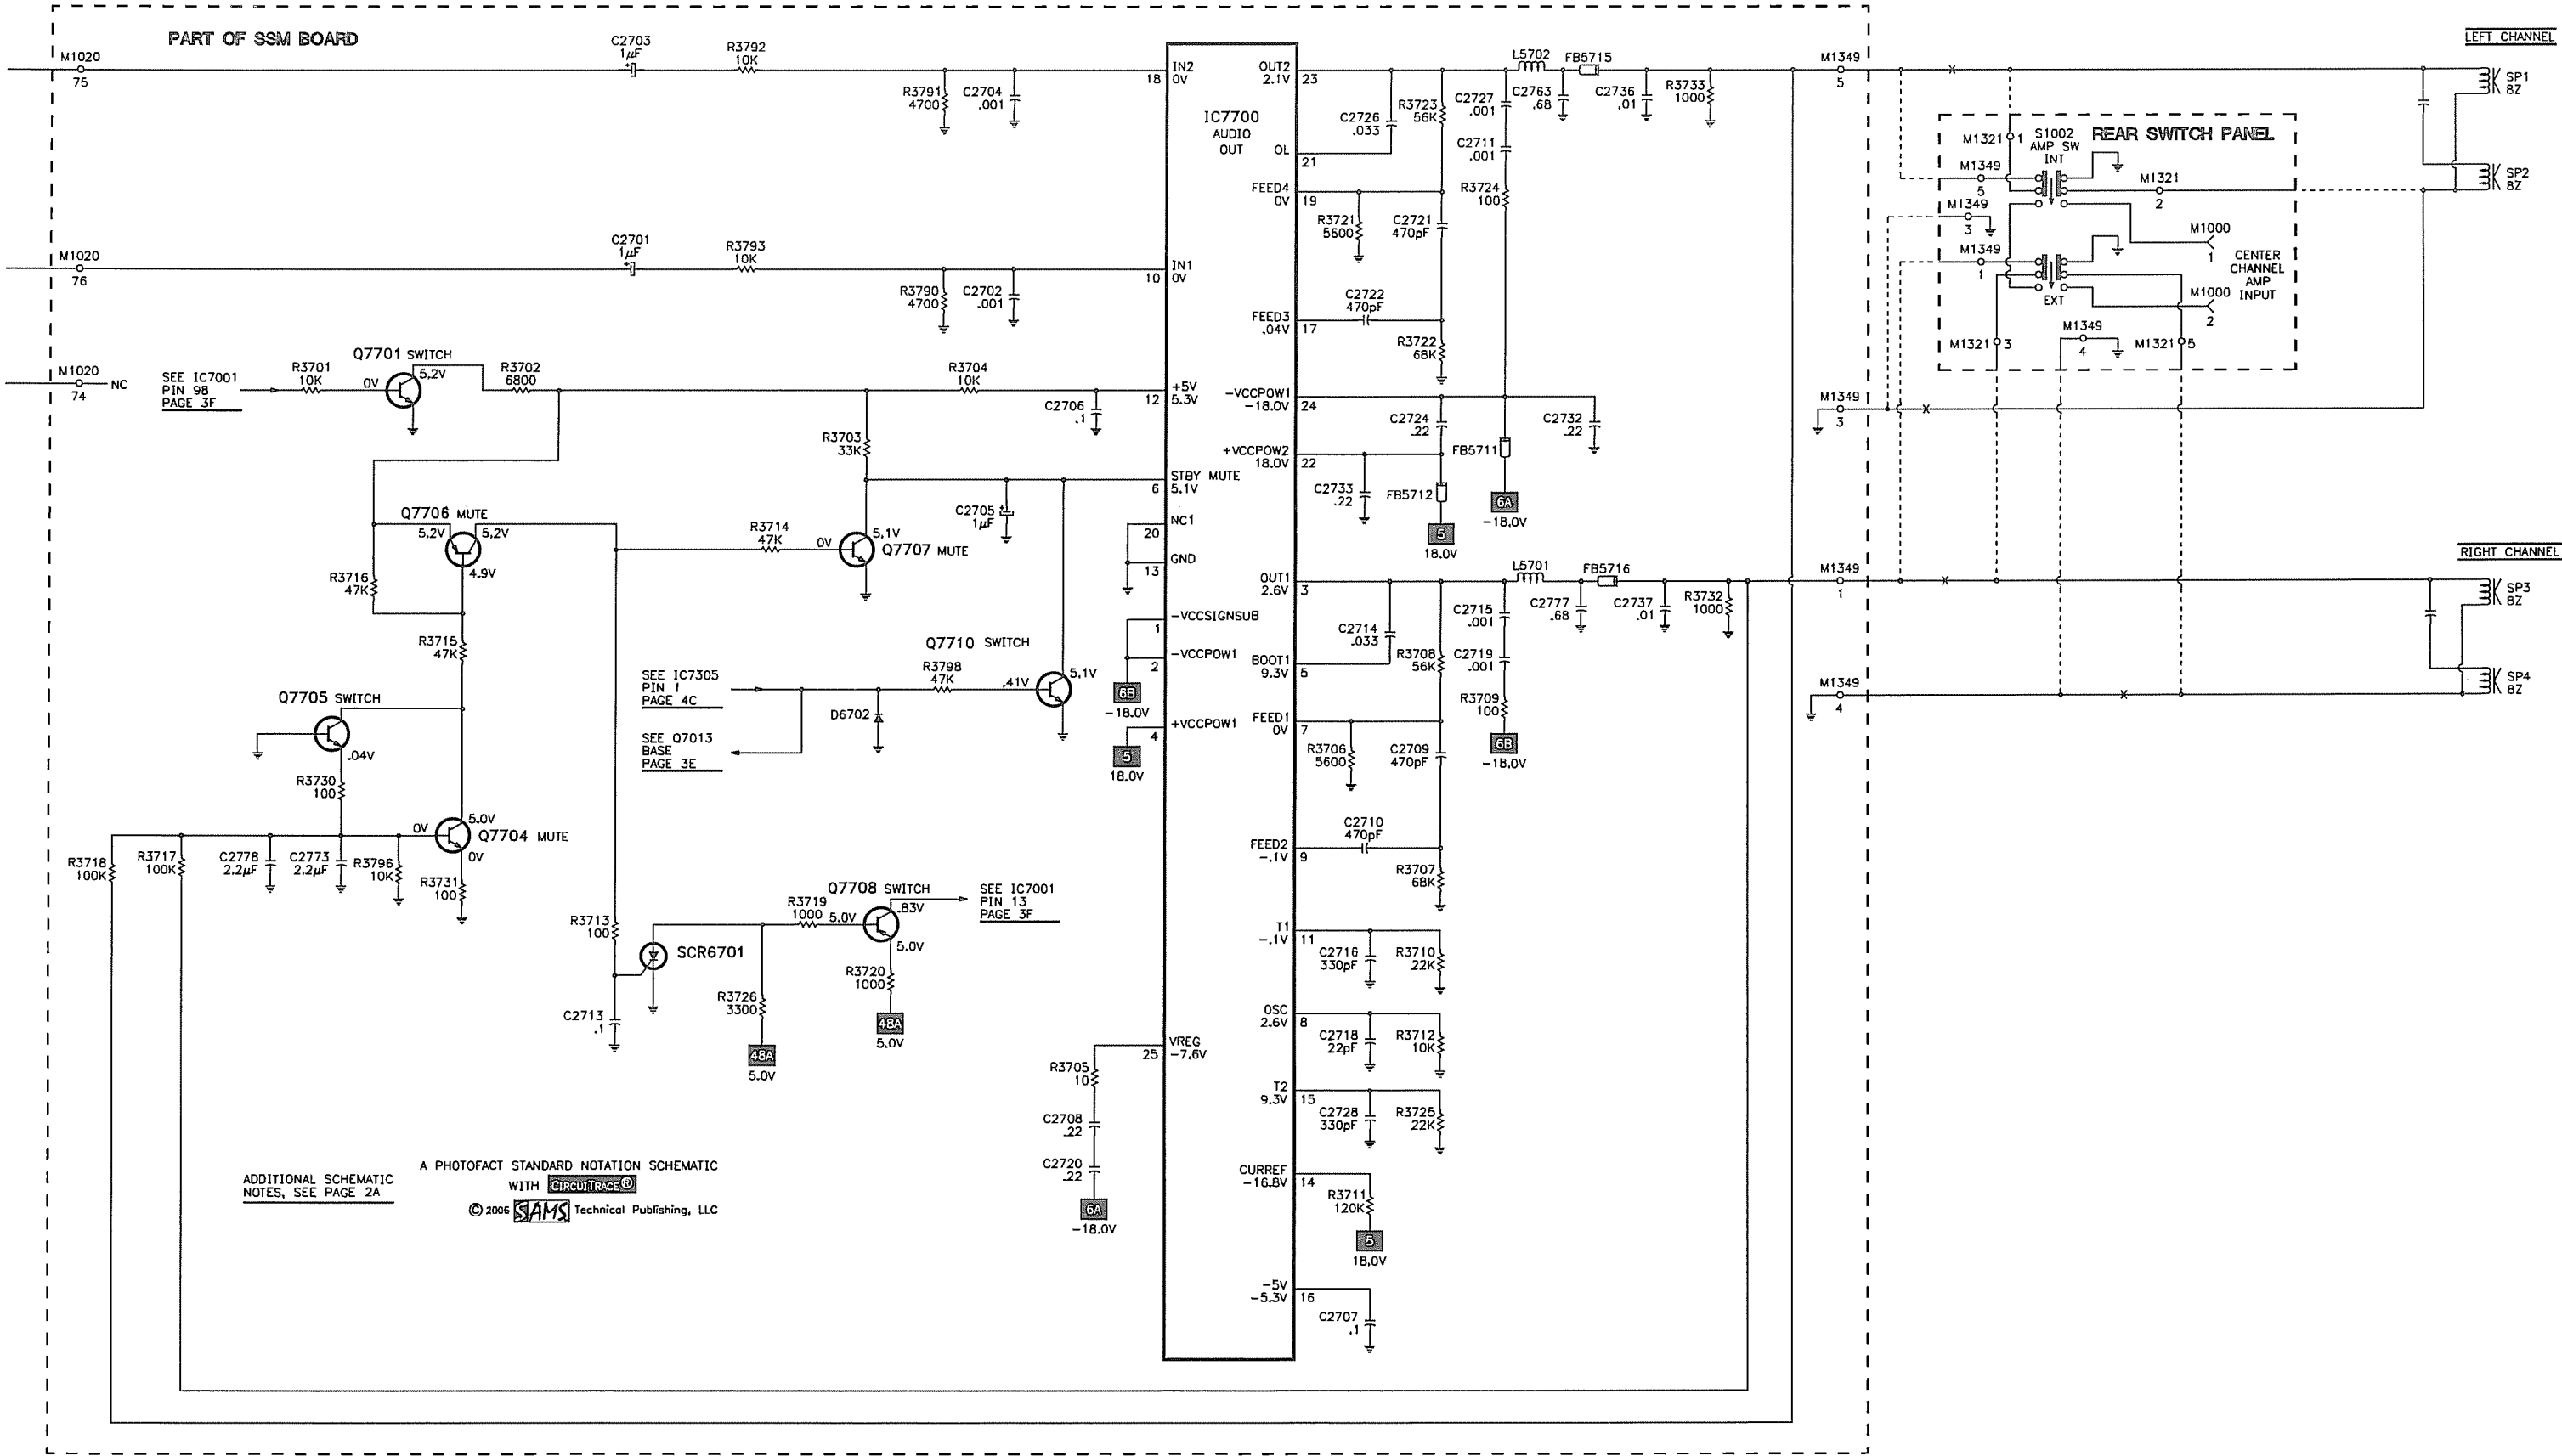 PART OF SSM BOARD
M1020
75
C2703
1µF
R3792
10K
R3791
4700
C2704
.001
IN2
18 0V
IC7700
AUDIO
OUT
OUT2
2.1V 23
L5702
FB5715
C2726
.033
R3723
56K
C2727
.001
C2763
.68
C2736
.01
R3733
1000
C2711
.001
OL
21
FEED4
0V 19
R3724
100
R3721
5600
C2721
470pF
M1349
5
LEFT CHANNEL
SP1
8Z
SP2
8Z
REAR SWITCH PANEL
M1321 1
S1002
AMP SW
INT
M1349
5
M1321
2
M1349
3
M1349
1
M1000
1
CENTER
CHANNEL
AMP
INPUT
M1000
2
EXT
M1349
4
M1321 3
M1321 5
M1020
76
C2701
1µF
R3793
10K
R3790
4700
C2702
.001
IN1
10 0V
C2722
470pF
FEED3
.04V 17
R3722
68K
M1020
74
NC
SEE IC7001
PIN 98
PAGE 3F
R3701
10K
Q7701 SWITCH
0V
5.2V
R3702
6800
R3704
10K
C2706
.1
+5V
12 5.3V
-VCCPOW1
-18.0V 24
C2724
.22
C2732
.22
FB5711
M1349
3
R3703
33K
+VCCPOW2
18.0V 22
C2733
.22
FB5712
6A
-18.0V
5
18.0V
STBY MUTE
6 5.1V
C2705
1µF
Q7706 MUTE
5.2V
5.2V
4.9V
R3714
47K
0V
5.1V
Q7707 MUTE
NC1
20
GND
13
R3716
47K
R3715
47K
OUT1
2.6V 3
L5701
FB5716
C2714
.033
C2715
.001
C2777
.68
C2737
.01
R3732
1000
M1349
1
RIGHT CHANNEL
SP3
8Z
SP4
8Z
-VCCSIGNSUB
1
-VCCPOW1
2
6B
-18.0V
+VCCPOW1
4
5
18.0V
Q7710 SWITCH
SEE IC7305
PIN 1
PAGE 4C
R3798
47K
.41V
5.1V
D6702
SEE Q7013
BASE
PAGE 3E
BOOT1
9.3V 5
R3708
56K
C2719
.001
R3709
100
6B
-18.0V
M1349
4
FEED1
0V 7
R3706
5600
C2709
470pF
Q7705 SWITCH
.04V
R3730
100
5.0V
0V
Q7704 MUTE
0V
R3718
100K
R3717
100K
C2778
2.2µF
C2773
2.2µF
R3796
10K
R3731
100
C2710
470pF
FEED2
-.1V 9
R3707
68K
Q7708 SWITCH
R3719
1000
5.0V
.83V
5.0V
SEE IC7001
PIN 13
PAGE 3F
R3713
100
SCR6701
R3720
1000
R3726
3300
C2713
.1
48A
5.0V
48A
5.0V
T1
-.1V 11
C2716
330pF
R3710
22K
OSC
2.6V 8
C2718
22pF
R3712
10K
VREG
25 -7.6V
R3705
10
C2708
.22
C2720
.22
6A
-18.0V
T2
9.3V 15
C2728
330pF
R3725
22K
CURREF
-16.8V 14
R3711
120K
5
18.0V
-5V
-5.3V 16
C2707
.1
ADDITIONAL SCHEMATIC
NOTES, SEE PAGE 2A
A PHOTOFACT STANDARD NOTATION SCHEMATIC
WITH CIRCUITRACE®
© 2006 SAMS Technical Publishing, LLC